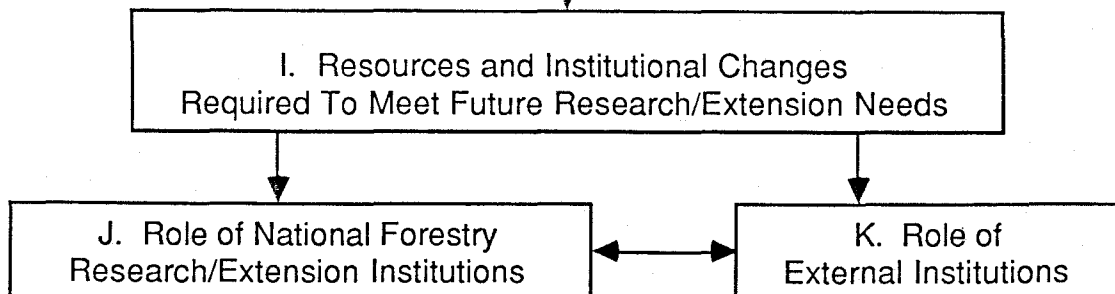 I. Resources and Institutional Changes
Required To Meet Future Research/Extension Needs
J. Role of National Forestry
Research/Extension Institutions
K. Role of
External Institutions